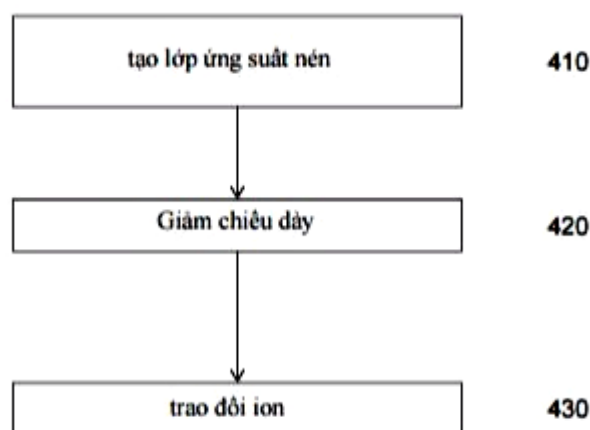 tạo lớp ứng suất nén
410
Giảm chiều dày
420
trao đổi ion
430